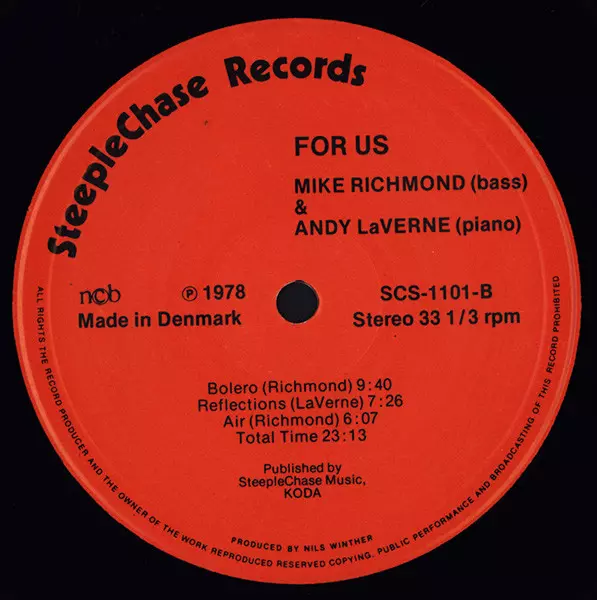 SteepleChase Records
FOR US
MIKE RICHMOND (bass)
&
ANDY LaVERNE (piano)
ncb
℗ 1978
Made in Denmark
SCS-1101-B
Stereo 33 1/3 rpm
Bolero (Richmond) 9:40
Reflections (LaVerne) 7:26
Air (Richmond) 6:07
Total Time 23:13
Published by
SteepleChase Music,
KODA
PRODUCED BY NILS WINTHER
ALL RIGHTS THE RECORD PRODUCER AND THE OWNER OF THE WORK REPRODUCED RESERVED COPYING, PUBLIC PERFORMANCE AND BROADCASTING OF THIS RECORD PROHIBITED